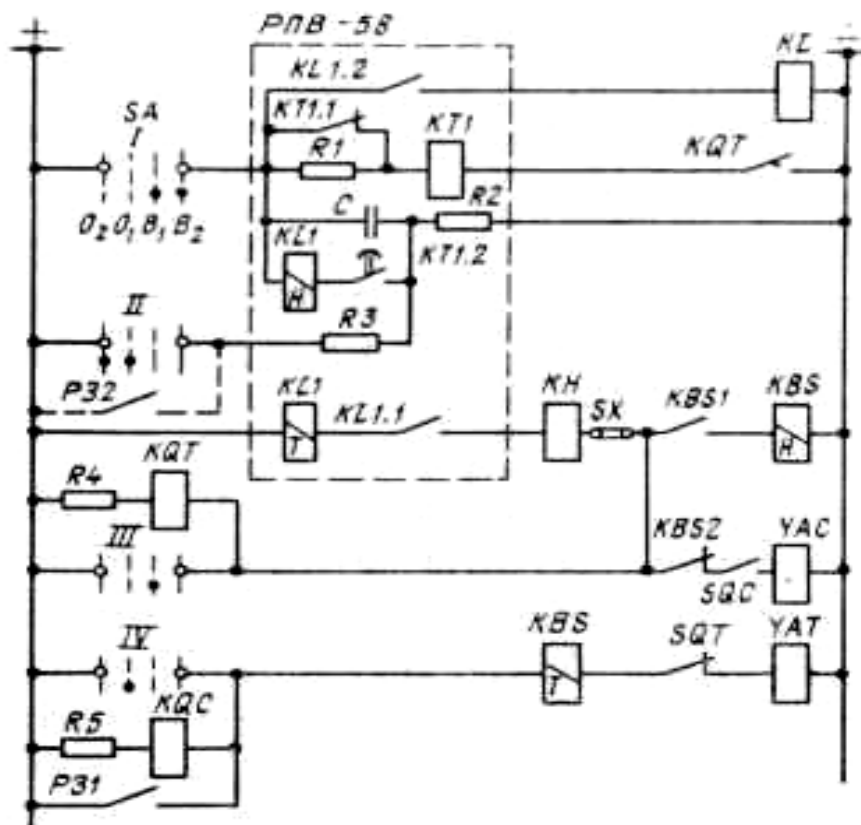 РПВ-58
+
–
KL1.2
KL
SA
I
KT1.1
KT1
R1
KQT
O2 O1 B1 B2
C
R2
KL1
H
KT1.2
II
R3
РЗ2
KL1
T
KL1.1
KH
SX
KBS1
KBS
H
KQT
R4
III
KBS2
SQC
YAC
IV
KBS
T
SQT
YAT
KQC
R5
РЗ1